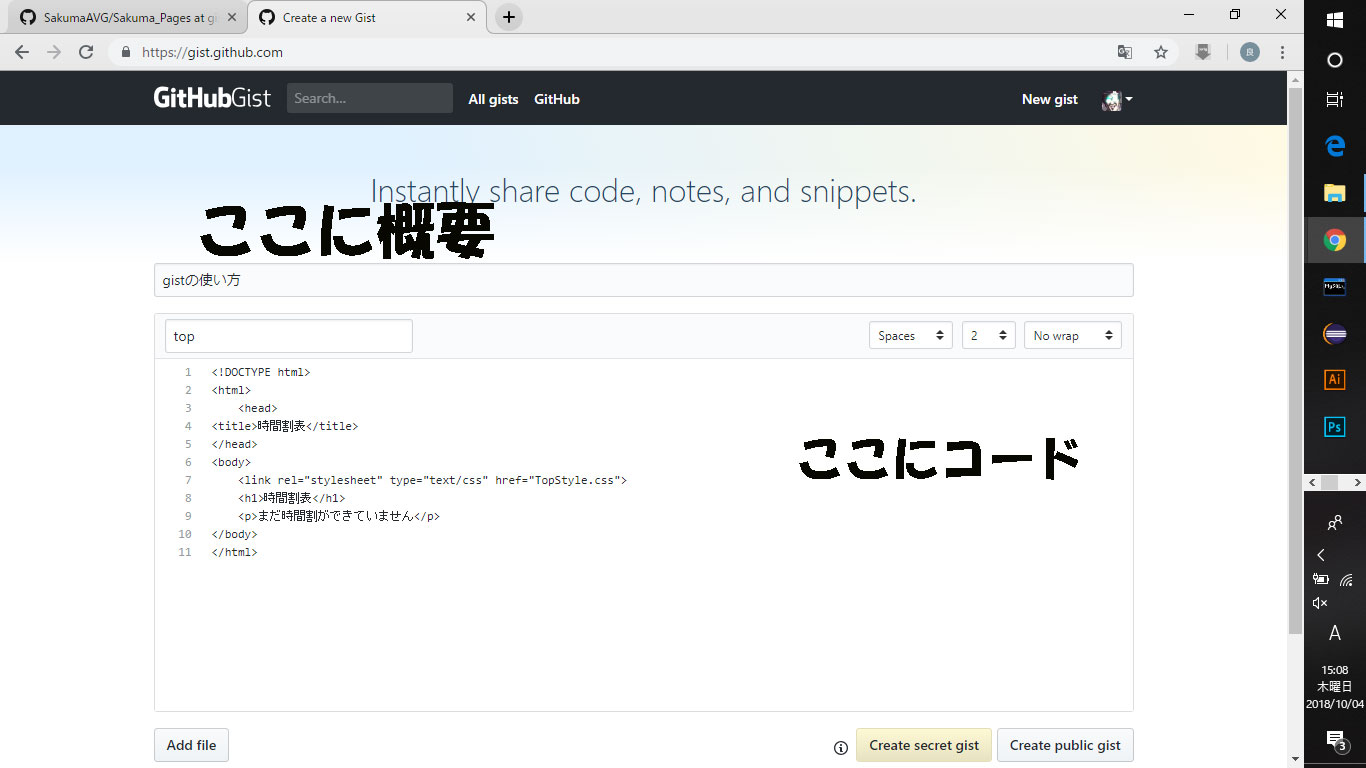 SakumaAVG/Sakuma_Pages at gi
Create a new Gist
https://gist.github.com
GitHubGist
Search...
All gists
GitHub
New gist
Instantly share code, notes, and snippets.
ここに概要
gistの使い方
top
Spaces
2
No wrap
1 <!DOCTYPE html>
2 <html>
3 <head>
4 <title>時間割表</title>
5 </head>
6 <body>
7 <link rel="stylesheet" type="text/css" href="TopStyle.css">
8 <h1>時間割表</h1>
9 <p>まだ時間割ができていません</p>
10 </body>
11 </html>
ここにコード
Add file
Create secret gist
Create public gist
MySQL
Ai
Ps
A
15:08
木曜日
2018/10/04
3